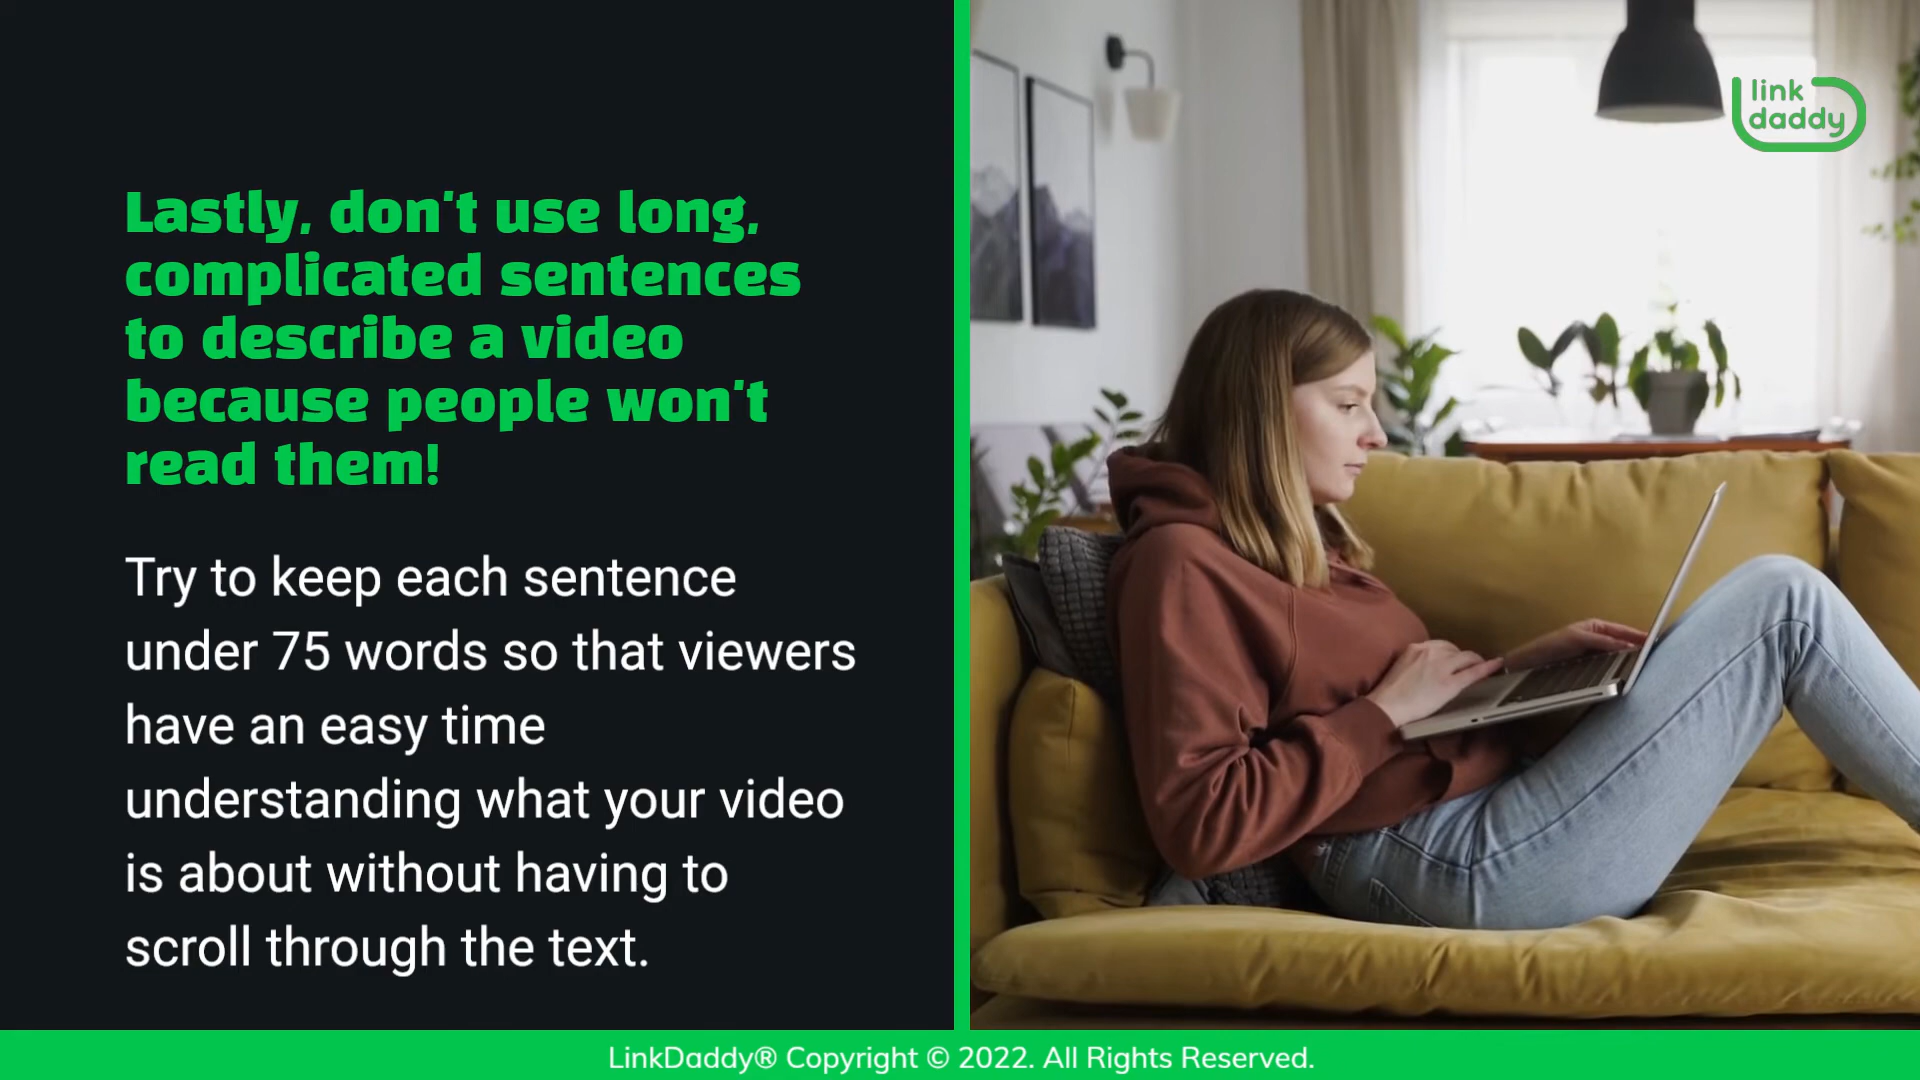 link
daddy
Lastly, don't use long,
complicated sentences
to describe a video
because people won't
read them!
Try to keep each sentence
under 75 words so that viewers
have an easy time
understanding what your video
is about without having to
scroll through the text.
LinkDaddy® Copyright © 2022. All Rights Reserved.